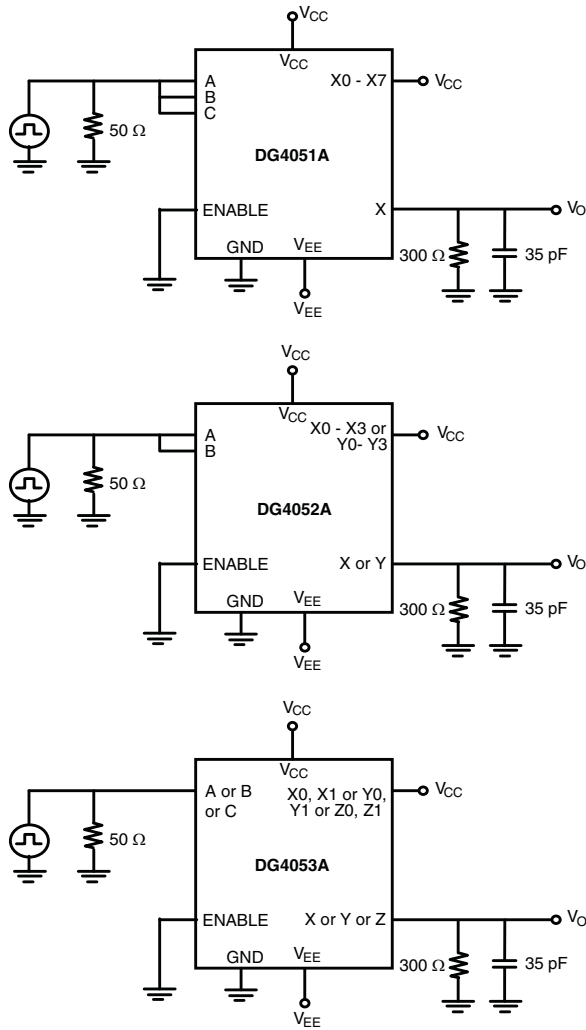 VCC
VCC
A
B
C
X0 - X7
VCC
50 Ω
DG4051A
ENABLE
X
VO
GND
VEE
300 Ω
35 pF
VEE
VCC
VCC
A
B
X0 - X3 or
Y0- Y3
VCC
50 Ω
DG4052A
ENABLE
X or Y
VO
GND
VEE
300 Ω
35 pF
VEE
VCC
VCC
A or B
or C
X0, X1 or Y0,
Y1 or Z0, Z1
VCC
50 Ω
DG4053A
ENABLE
X or Y or Z
VO
GND
VEE
300 Ω
35 pF
VEE